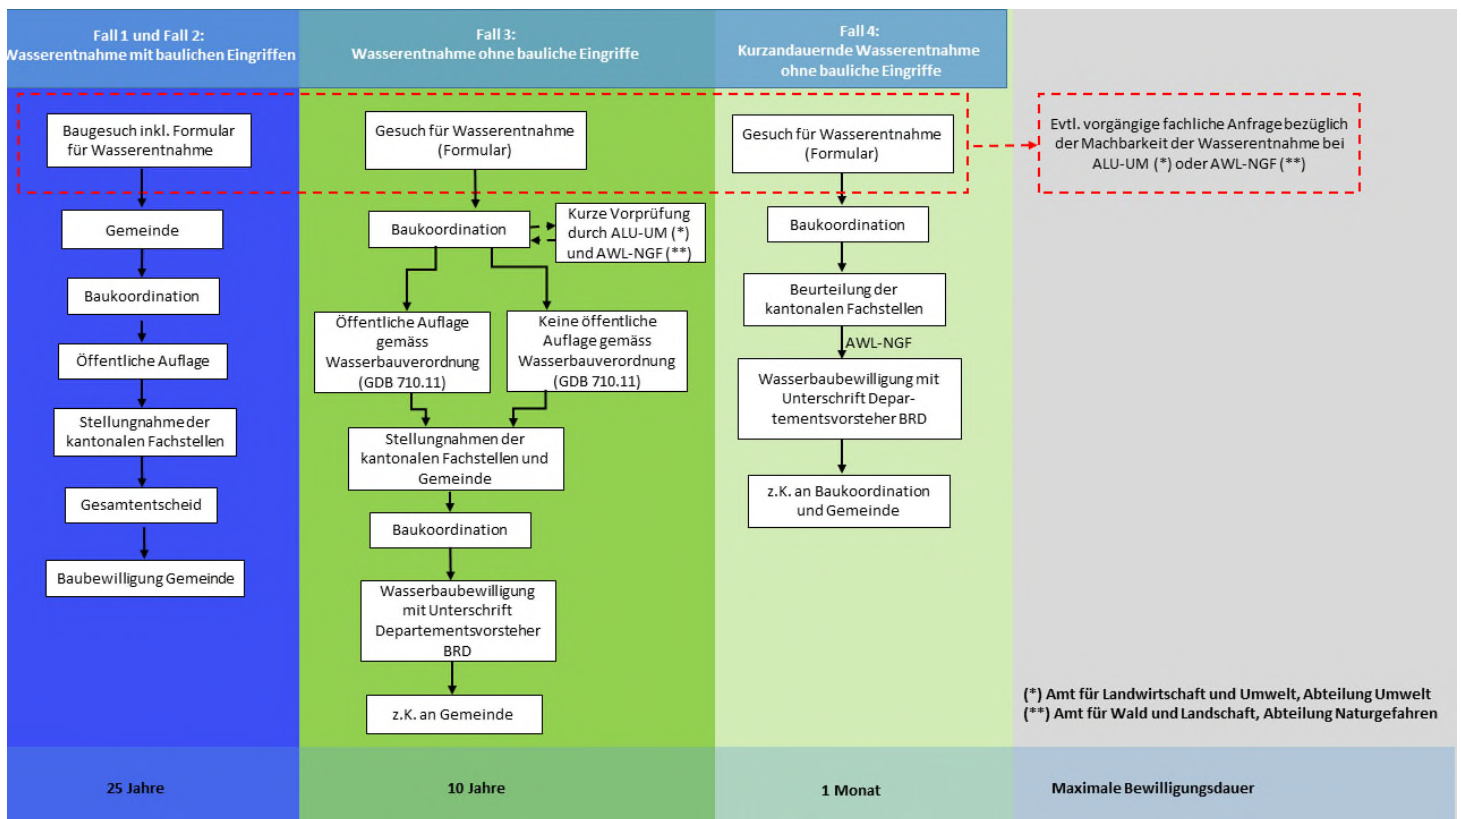 Fall 1 und Fall 2:
Wasserentnahme mit baulichen Eingriffen
Baugesuch inkl. Formular
für Wasserentnahme
Gemeinde
Baukoordination
Öffentliche Auflage
Stellungnahme der
kantonalen Fachstellen
Gesamtentscheid
Baubewilligung Gemeinde
25 Jahre
Fall 3:
Wasserentnahme ohne bauliche Eingriffe
Gesuch für Wasserentnahme
(Formular)
Baukoordination
Kurze Vorprüfung
durch ALU-UM (*)
und AWL-NGF (**)
Öffentliche Auflage
gemäss
Wasserbauverordnung
(GDB 710.11)
Keine öffentliche
Auflage gemäss
Wasserbauverordnung
(GDB 710.11)
Stellungnahmen der
kantonalen Fachstellen und
Gemeinde
Baukoordination
Wasserbaubewilligung
mit Unterschrift
Departementsvorsteher
BRD
z.K. an Gemeinde
10 Jahre
Fall 4:
Kurzandauernde Wasserentnahme
ohne bauliche Eingriffe
Gesuch für Wasserentnahme
(Formular)
Baukoordination
Beurteilung der
kantonalen Fachstellen
AWL-NGF
Wasserbaubewilligung mit
Unterschrift Depar-
tementsvorsteher BRD
z.K. an Baukoordination
und Gemeinde
1 Monat
Evtl. vorgängige fachliche Anfrage bezüglich
der Machbarkeit der Wasserentnahme bei
ALU-UM (*) oder AWL-NGF (**)
(*) Amt für Landwirtschaft und Umwelt, Abteilung Umwelt
(**) Amt für Wald und Landschaft, Abteilung Naturgefahren
Maximale Bewilligungsdauer